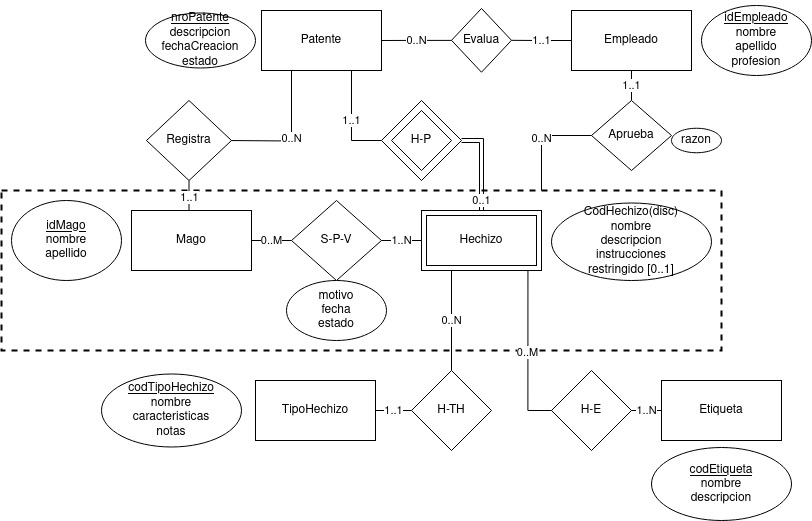 nroPatente
descripcion
fechaCreacion
estado
Patente
0..N
Evalua
1..1
Empleado
idEmpleado
nombre
apellido
profesion
1..1
1..1
Registra
0..N
H-P
0..N
Aprueba
razon
1..1
0..1
idMago
nombre
apellido
Mago
0..M
S-P-V
1..N
Hechizo
CodHechizo(disc)
nombre
descripcion
instrucciones
restringido [0..1]
motivo
fecha
estado
0..N
0..M
codTipoHechizo
nombre
caracteristicas
notas
TipoHechizo
1..1
H-TH
H-E
1..N
Etiqueta
codEtiqueta
nombre
descripcion